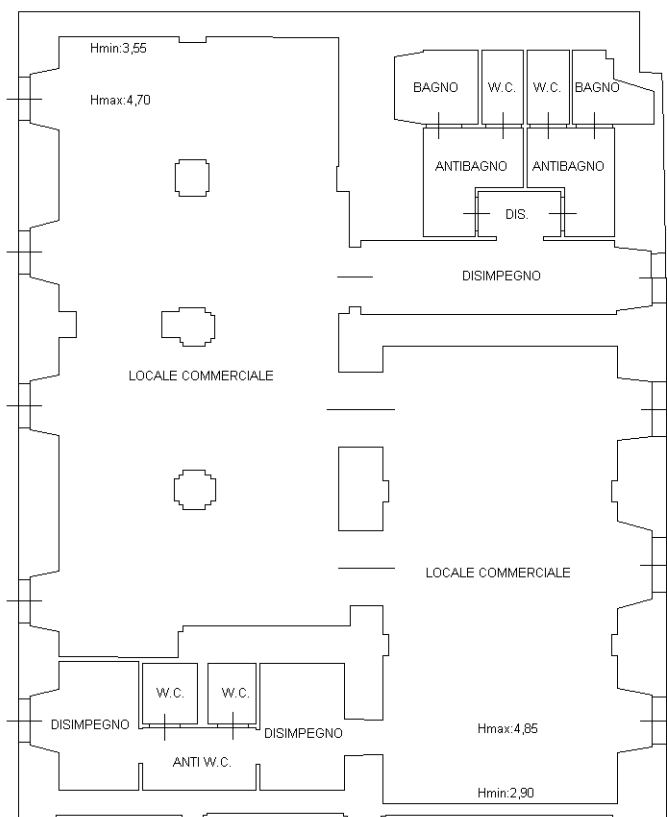 Hmin:3,55
Hmax:4,70
BAGNO
W.C.
W.C.
BAGNO
ANTIBAGNO
ANTIBAGNO
DIS.
DISIMPEGNO
LOCALE COMMERCIALE
LOCALE COMMERCIALE
W.C.
W.C.
DISIMPEGNO
DISIMPEGNO
ANTI W.C.
Hmax:4,85
Hmin:2,90